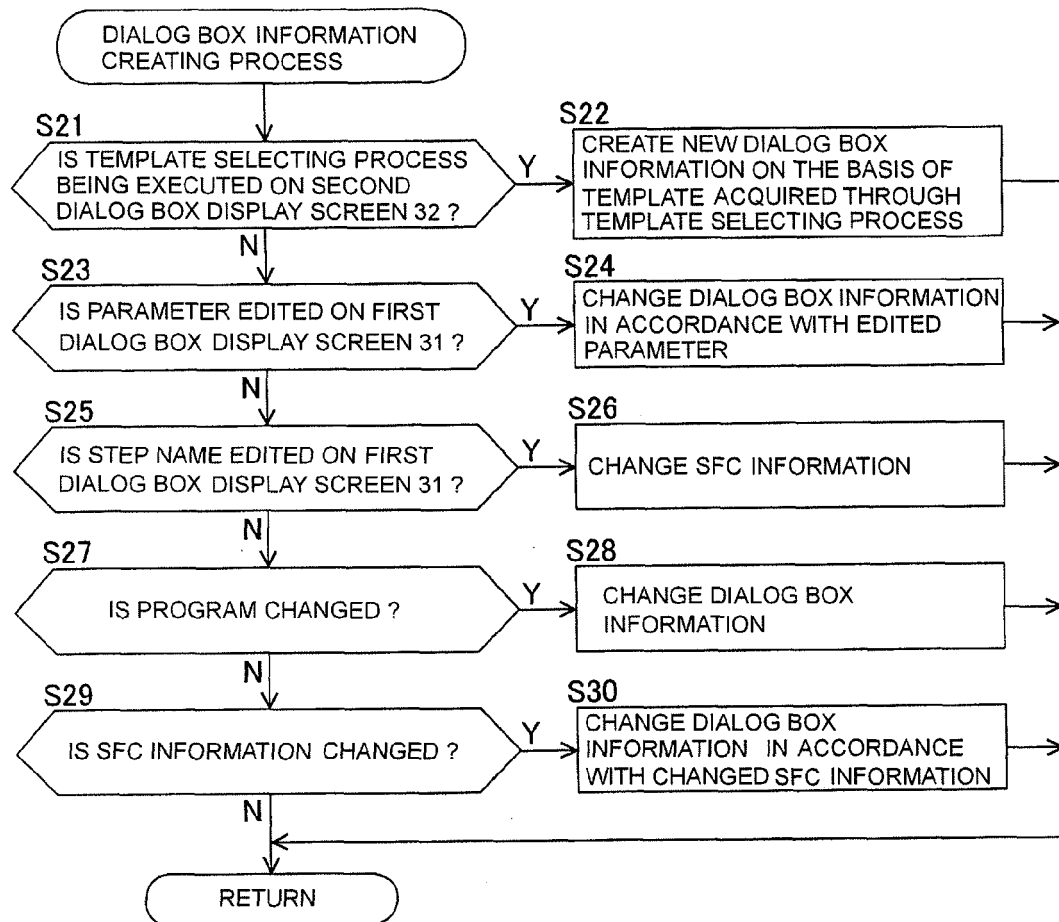 DIALOG BOX INFORMATION
CREATING PROCESS
S21
IS TEMPLATE SELECTING PROCESS
BEING EXECUTED ON SECOND
DIALOG BOX DISPLAY SCREEN 32 ?
Y
S22
CREATE NEW DIALOG BOX
INFORMATION ON THE BASIS OF
TEMPLATE ACQUIRED THROUGH
TEMPLATE SELECTING PROCESS
N
S23
IS PARAMETER EDITED ON FIRST
DIALOG BOX DISPLAY SCREEN 31 ?
Y
S24
CHANGE DIALOG BOX INFORMATION
IN ACCORDANCE WITH EDITED
PARAMETER
N
S25
IS STEP NAME EDITED ON FIRST
DIALOG BOX DISPLAY SCREEN 31 ?
Y
S26
CHANGE SFC INFORMATION
N
S27
IS PROGRAM CHANGED ?
Y
S28
CHANGE DIALOG BOX
INFORMATION
N
S29
IS SFC INFORMATION CHANGED ?
Y
S30
CHANGE DIALOG BOX
INFORMATION IN ACCORDANCE
WITH CHANGED SFC INFORMATION
N
RETURN